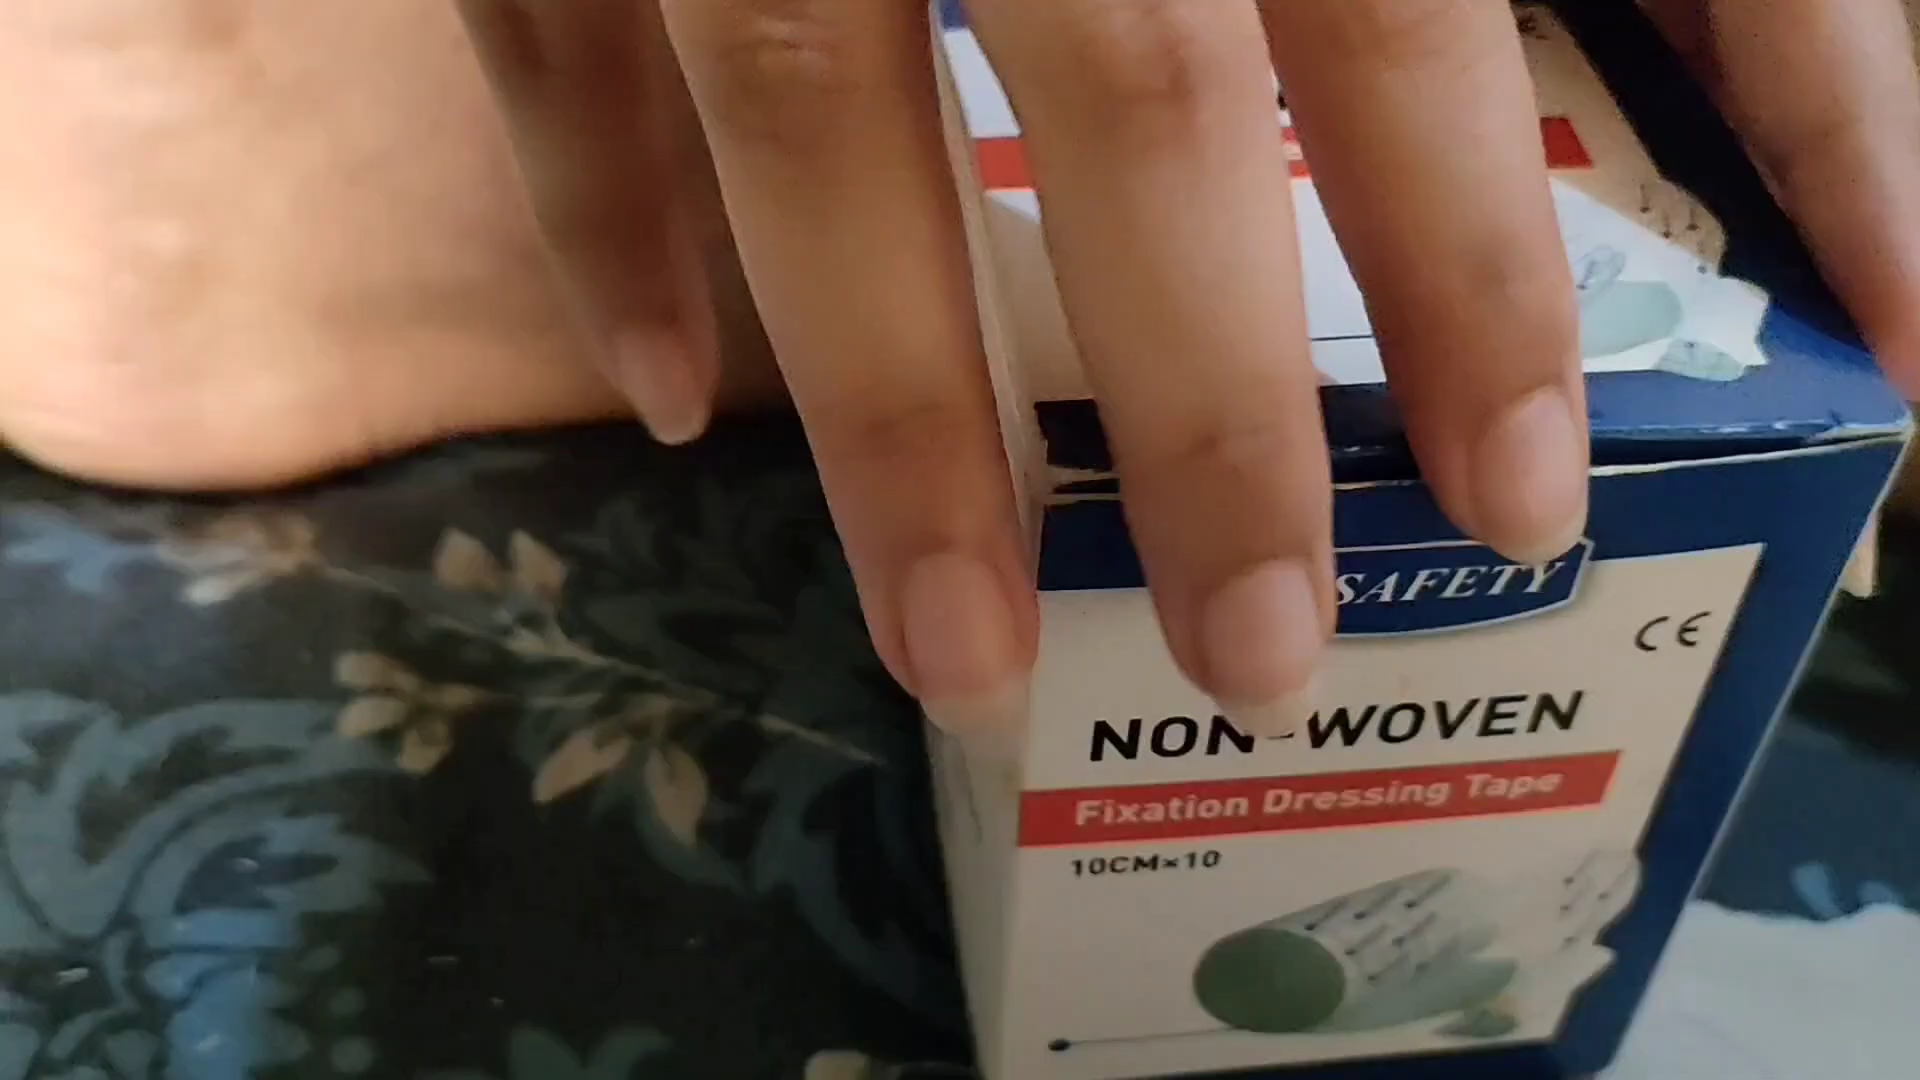 SAFETY
CE
NON-WOVEN
Fixation Dressing Tape
10CM×10